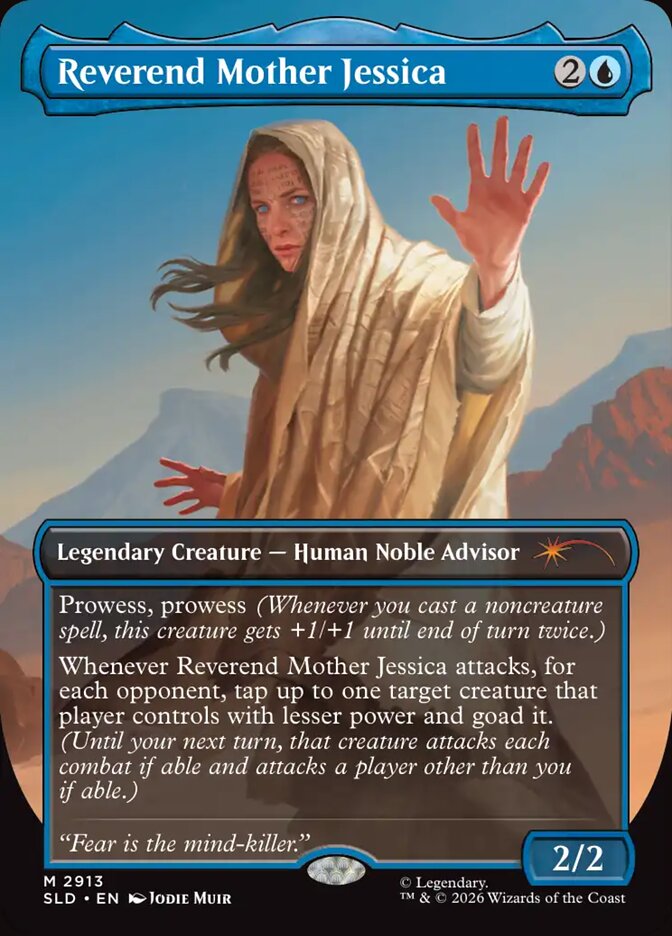 Reverend Mother Jessica 2
Legendary Creature — Human Noble Advisor
Prowess, prowess (Whenever you cast a noncreature
spell, this creature gets +1/+1 until end of turn twice.)
Whenever Reverend Mother Jessica attacks, for
each opponent, tap up to one target creature that
player controls with lesser power and goad it.
(Until your next turn, that creature attacks each
combat if able and attacks a player other than you
if able.)
“Fear is the mind-killer.”
2/2
M 2913
SLD • EN Jodie Muir
© Legendary.
™ & © 2026 Wizards of the Coast